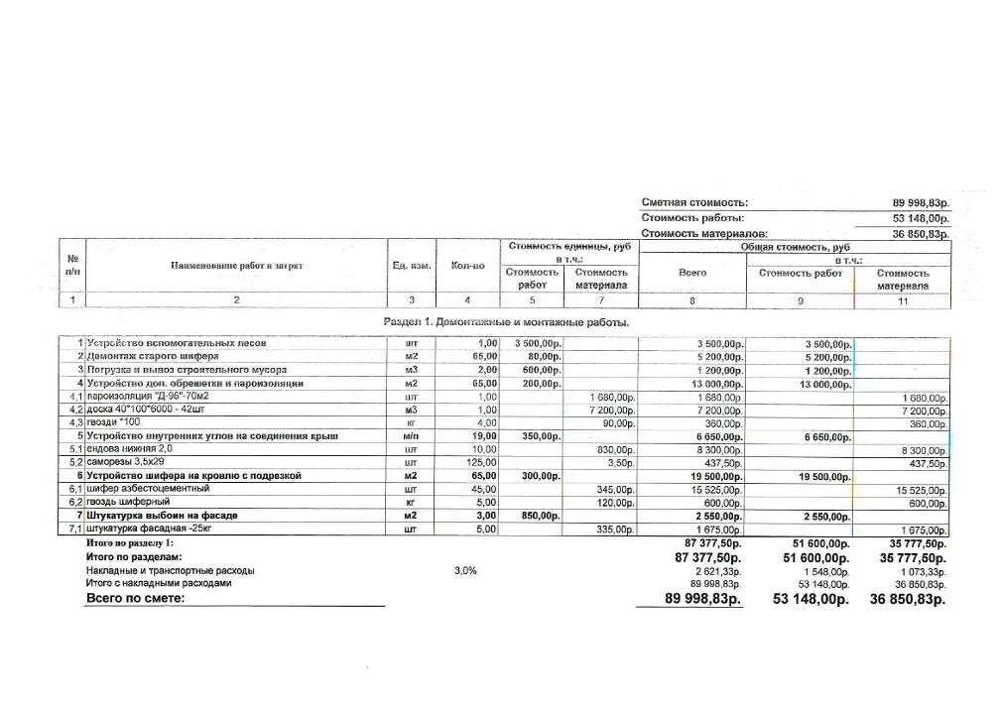 Сметная стоимость: 89 998,83р.
Стоимость работы: 53 148,00р.
Стоимость материалов: 36 850,83р.
№ п/п Наименование работ и затрат Ед. изм. Кол-во Стоимость единицы, руб Общая стоимость, руб
в т.ч.: Всего в т.ч.:
Стоимость работ Стоимость материала Стоимость работ Стоимость материала
1 2 3 4 5 7 8 9 11
Раздел 1. Демонтажные и монтажные работы.
1 Устройство вспомогательных лесов шт 1,00 3 500,00р. 3 500,00р. 3 500,00р.
2 Демонтаж старого шифера м2 65,00 80,00р. 5 200,00р. 5 200,00р.
3 Погрузка и вывоз строительного мусора м3 2,00 600,00р. 1 200,00р. 1 200,00р.
4 Устройство доп. обрешетки и пароизоляции м2 65,00 200,00р. 13 000,00р. 13 000,00р.
4,1 пароизоляция "Д-96"-70м2 шт 1,00 1 680,00р. 1 680,00р. 1 680,00р.
4,2 доска 40*100*6000 - 42шт м3 1,00 7 200,00р. 7 200,00р. 7 200,00р.
4,3 гвозди *100 кг 4,00 90,00р. 360,00р. 360,00р.
5 Устройство внутренних углов на соединения крыш м/п 19,00 350,00р. 6 650,00р. 6 650,00р.
5,1 ендова нижняя 2,0 шт 10,00 830,00р. 8 300,00р. 8 300,00р.
5,2 саморезы 3,5х29 шт 125,00 3,50р. 437,50р. 437,50р.
6 Устройство шифера на кровлю с подрезкой м2 65,00 300,00р. 19 500,00р. 19 500,00р.
6,1 шифер азбестоцементный шт 45,00 345,00р. 15 525,00р. 15 525,00р.
6,2 гвоздь шиферный кг 5,00 120,00р. 600,00р. 600,00р.
7 Штукатурка выбоин на фасаде м2 3,00 850,00р. 2 550,00р. 2 550,00р.
7,1 штукатурка фасадная -25кг шт 5,00 335,00р. 1 675,00р. 1 675,00р.
Итого по разделу 1: 87 377,50р. 51 600,00р. 35 777,50р.
Итого по разделам: 87 377,50р. 51 600,00р. 35 777,50р.
Накладные и транспортные расходы 3,0% 2 621,33р. 1 548,00р. 1 073,33р.
Итого с накладными расходами 89 998,83р. 53 148,00р. 36 850,83р.
Всего по смете: 89 998,83р. 53 148,00р. 36 850,83р.